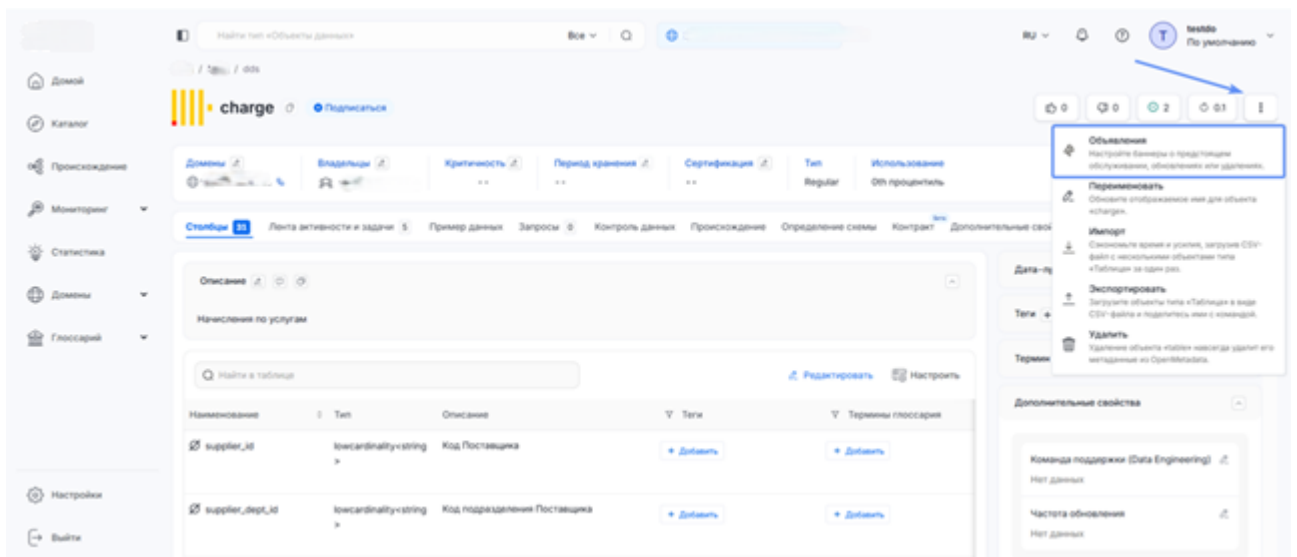 Найти тип «Объекты данных»
Все
RU
T
testdo
По умолчанию
/ dds
charge
Подписаться
0
0
2
0.1
Домой
Каталог
Происхождение
Мониторинг
Статистика
Домены
Глоссарий
Настройки
Выйти
Домены
Владельцы
Критичность
Период хранения
Сертификация
Тип
Использование
--
--
--
Regular
0th процентиль
Столбцы 31
Лента активности и задачи 5
Пример данных
Запросы 0
Контроль данных
Происхождение
Определение схемы
Контракт
Beta
Дополнительные свой
Объявления
Настройте баннеры о предстоящем
обслуживании, обновлениях или удалениях.
Переименовать
Обновите отображаемое имя для объекта
«charge».
Импорт
Сэкономьте время и усилия, загрузив CSV-
файл с несколькими объектами типа
«Таблица» за один раз.
Экспортировать
Загрузите объекты типа «Таблица» в виде
CSV-файла и поделитесь ими с командой.
Удалить
Удаление объекта «table» навсегда удалит его
метаданные из OpenMetadata.
Описание
Начисления по услугам
Найти в таблице
Редактировать
Настроить
Наименование
Тип
Описание
Теги
Термины глоссария
supplier_id
lowcardinality<string
>
Код Поставщика
+ Добавить
+ Добавить
supplier_dept_id
lowcardinality<string
>
Код подразделения Поставщика
+ Добавить
+ Добавить
Дата-п
Теги +
Термин
Дополнительные свойства
Команда поддержки (Data Engineering)
Нет данных
Частота обновления
Нет данных